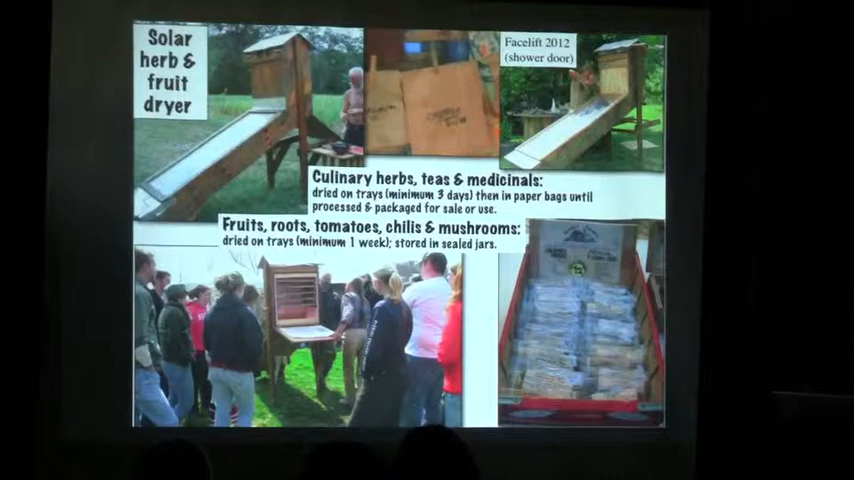 Solar
herb &
fruit
dryer
Facelift 2012
(shower door)
Culinary herbs, teas & medicinals:
dried on trays (minimum 3 days) then in paper bags until
processed & packaged for sale or use.
Fruits, roots, tomatoes, chilis & mushrooms:
dried on trays (minimum 1 week); stored in sealed jars.